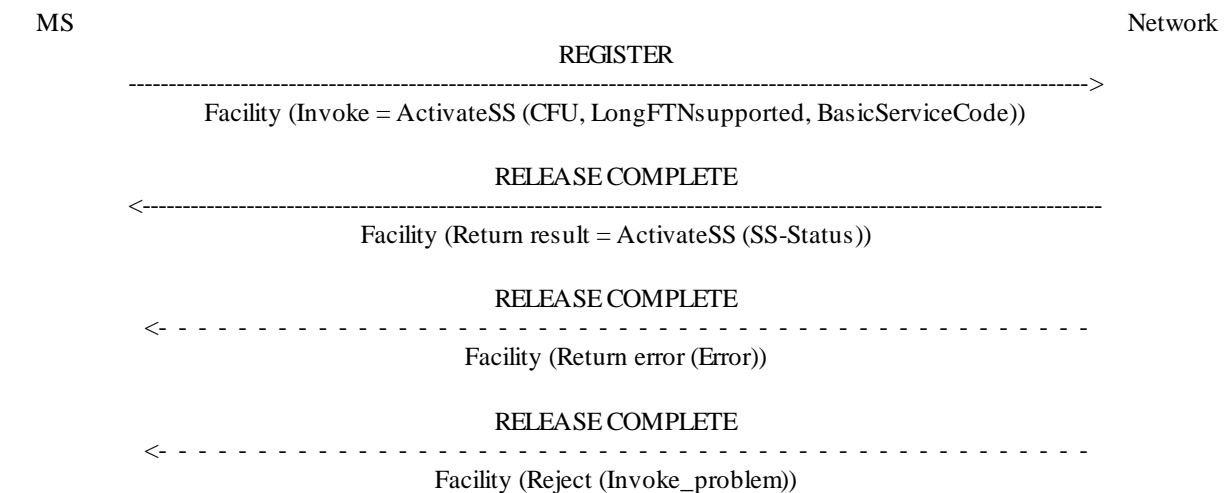 MS Network
REGISTER
Facility (Invoke = ActivateSS (CFU, LongFTNsupported, BasicServiceCode))
RELEASE COMPLETE
Facility (Return result = ActivateSS (SS-Status))
RELEASE COMPLETE
Facility (Return error (Error))
RELEASE COMPLETE
Facility (Reject (Invoke_problem))